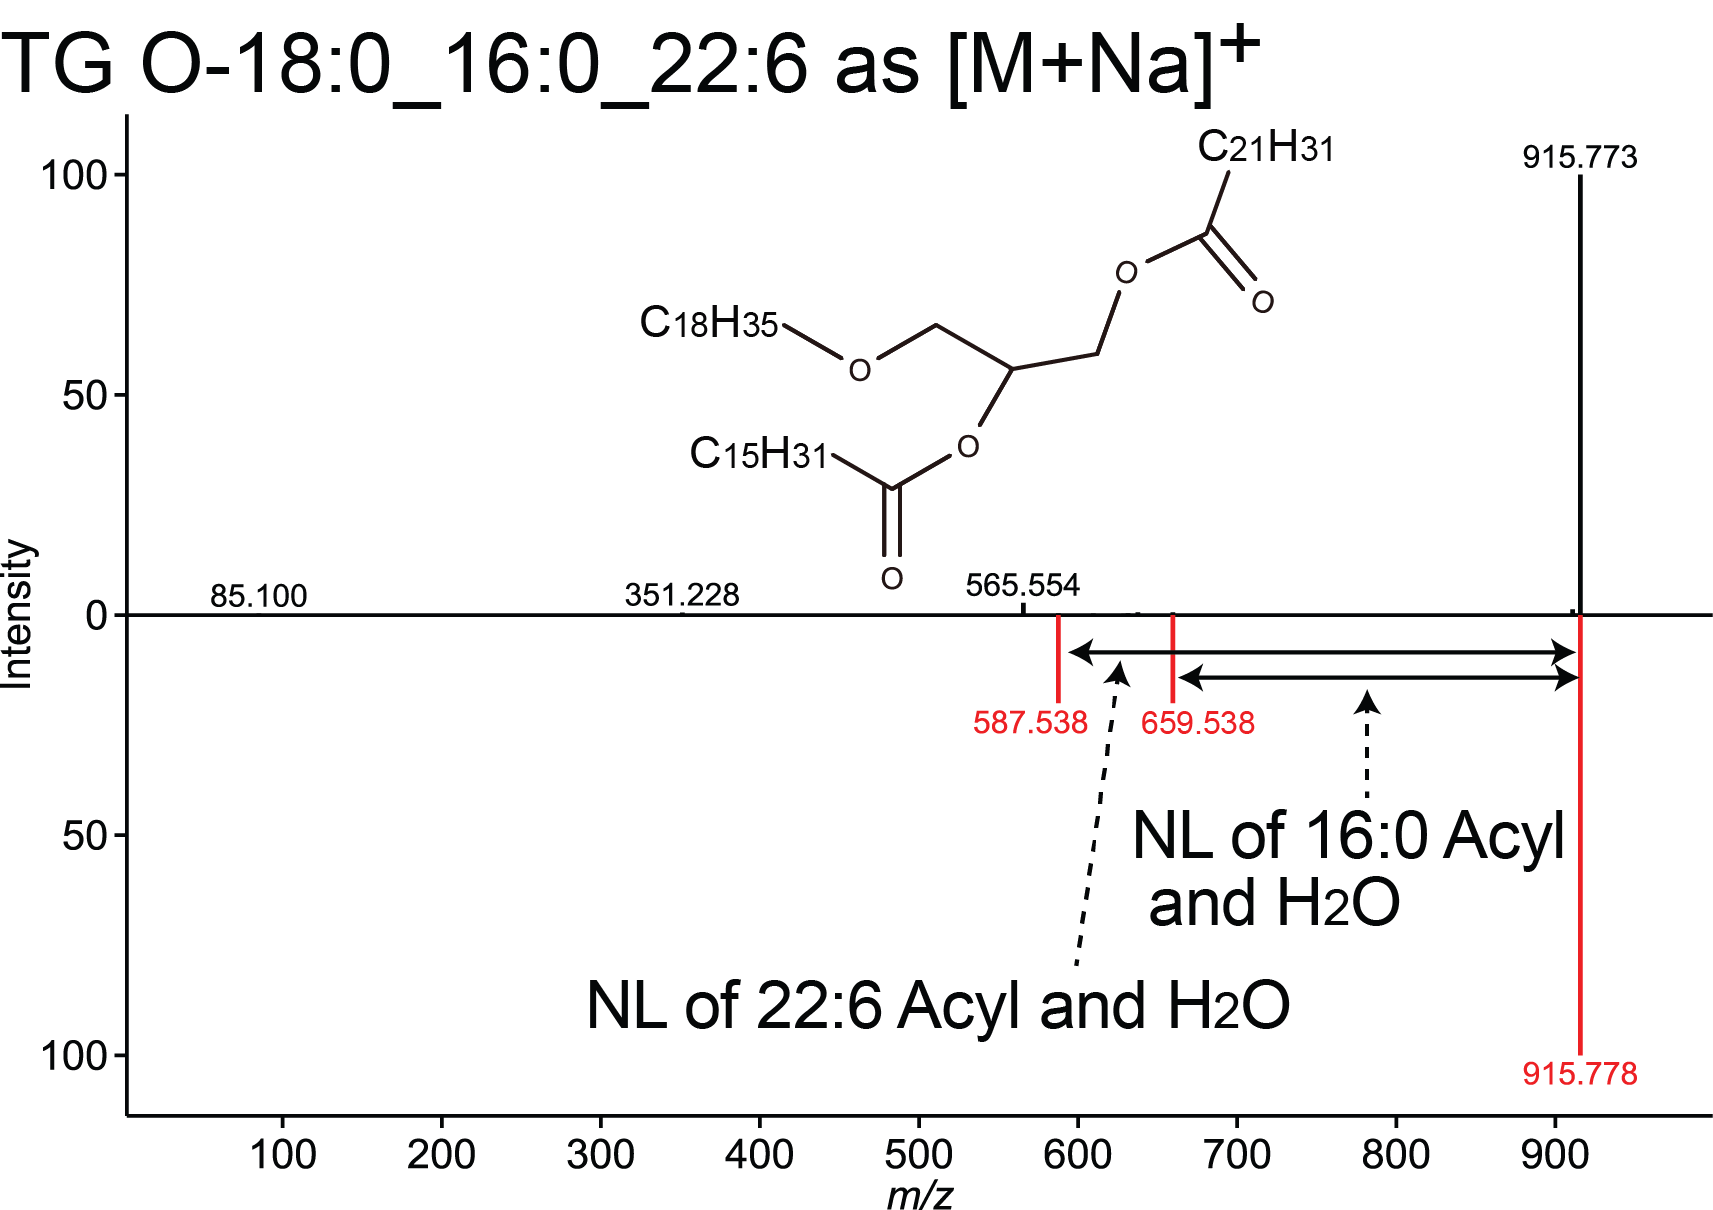 TG O-18:0_16:0_22:6 as [M+Na]+
C21H31
915.773
100
O
O
C18H35
O
50
C15H31
O
O
85.100
351.228
565.554
0
Intensity
587.538
659.538
50
NL of 16:0 Acyl
and H2O
NL of 22:6 Acyl and H2O
100
915.778
100 200 300 400 500 600 700 800 900
m/z